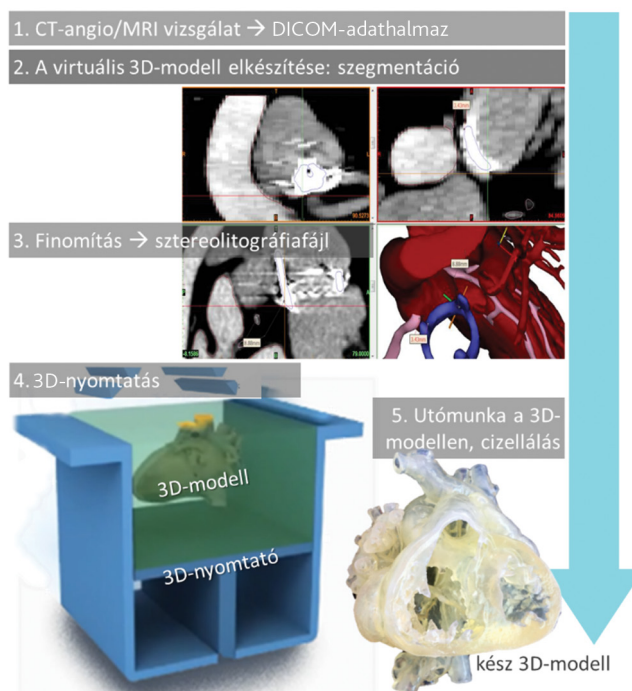 1. CT-angio/MRI vizsgálat → DICOM-adathalmaz
2. A virtuális 3D-modell elkészítése: szegmentáció
3. Finomítás → sztereolitográfiafájl
4. 3D-nyomtatás
5. Utómunka a 3D-
modellen, cizellálás
3D-modell
3D-nyomtató
kész 3D-modell